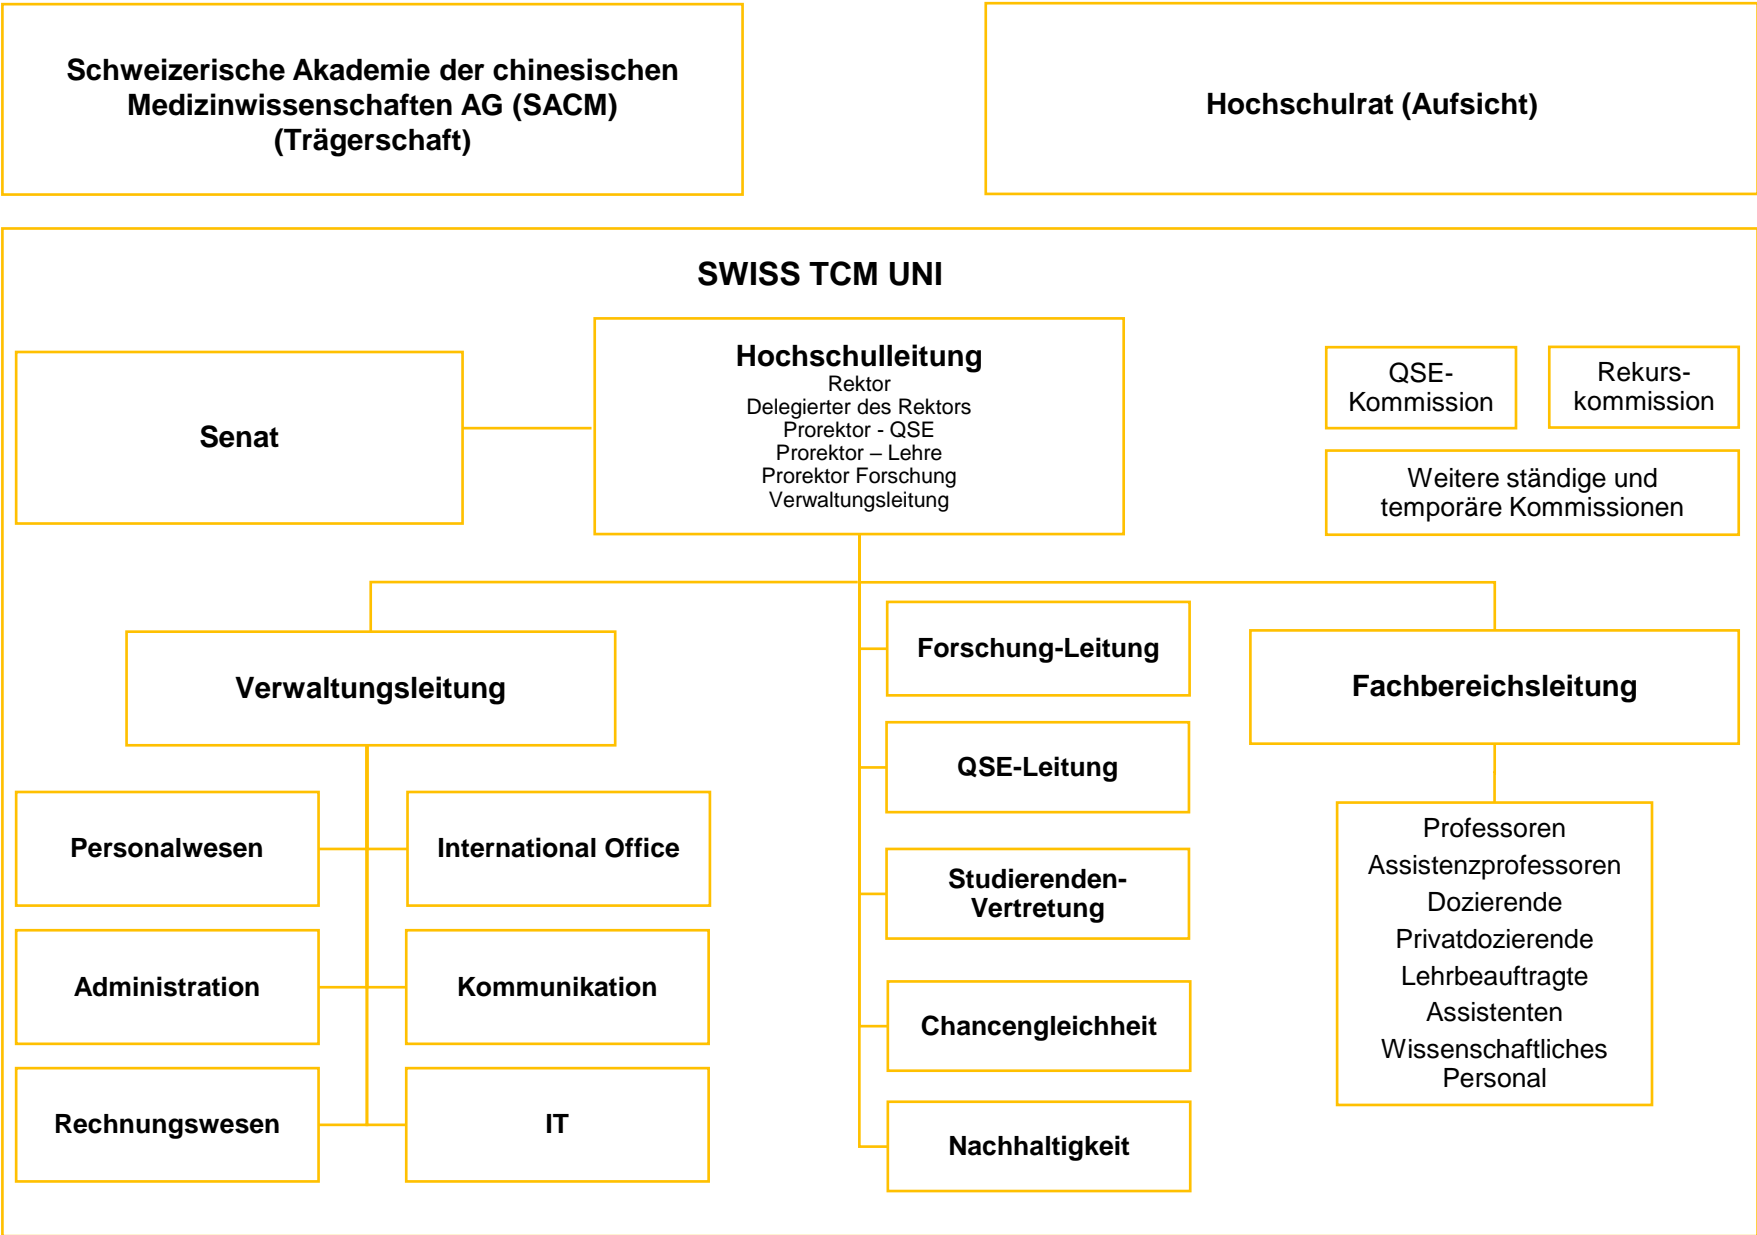 Schweizerische Akademie der chinesischen
Medizinwissenschaften AG (SACM)
(Trägerschaft)
Hochschulrat (Aufsicht)
SWISS TCM UNI
Senat
Hochschulleitung
Rektor
Delegierter des Rektors
Prorektor - QSE
Prorektor – Lehre
Prorektor Forschung
Verwaltungsleitung
QSE-
Kommission
Rekurs-
kommission
Weitere ständige und
temporäre Kommissionen
Verwaltungsleitung
Personalwesen
International Office
Administration
Kommunikation
Rechnungswesen
IT
Forschung-Leitung
QSE-Leitung
Studierenden-
Vertretung
Chancengleichheit
Nachhaltigkeit
Fachbereichsleitung
Professoren
Assistenzprofessoren
Dozierende
Privatdozierende
Lehrbeauftragte
Assistenten
Wissenschaftliches
Personal